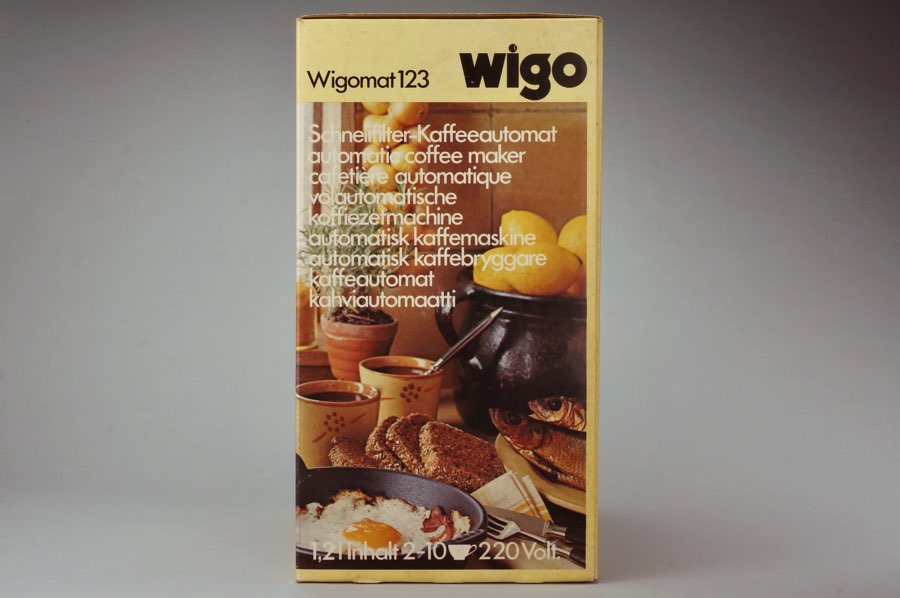 Wigomat 123
wigo
Schnellfilter-Kaffeeautomat
automatic coffee maker
cafetière automatique
volautomatische
koffiezetmachine
automatisk kaffemaskine
automatisk kaffebryggare
kaffeautomat
kahviautomaatti
1,2 l Inhalt 2-10 220 Volt.